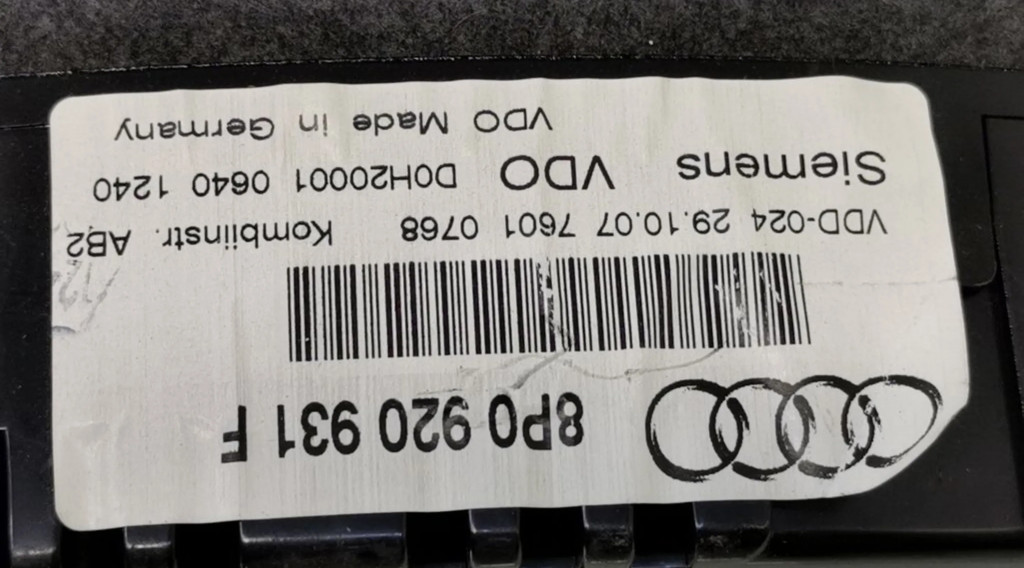 8P0 920 931 F
VDD-024 29.10.07 7601 0768 Kombiinstr. AB2
Siemens VDO D0H20001 0640 1240
VDO Made in Germany